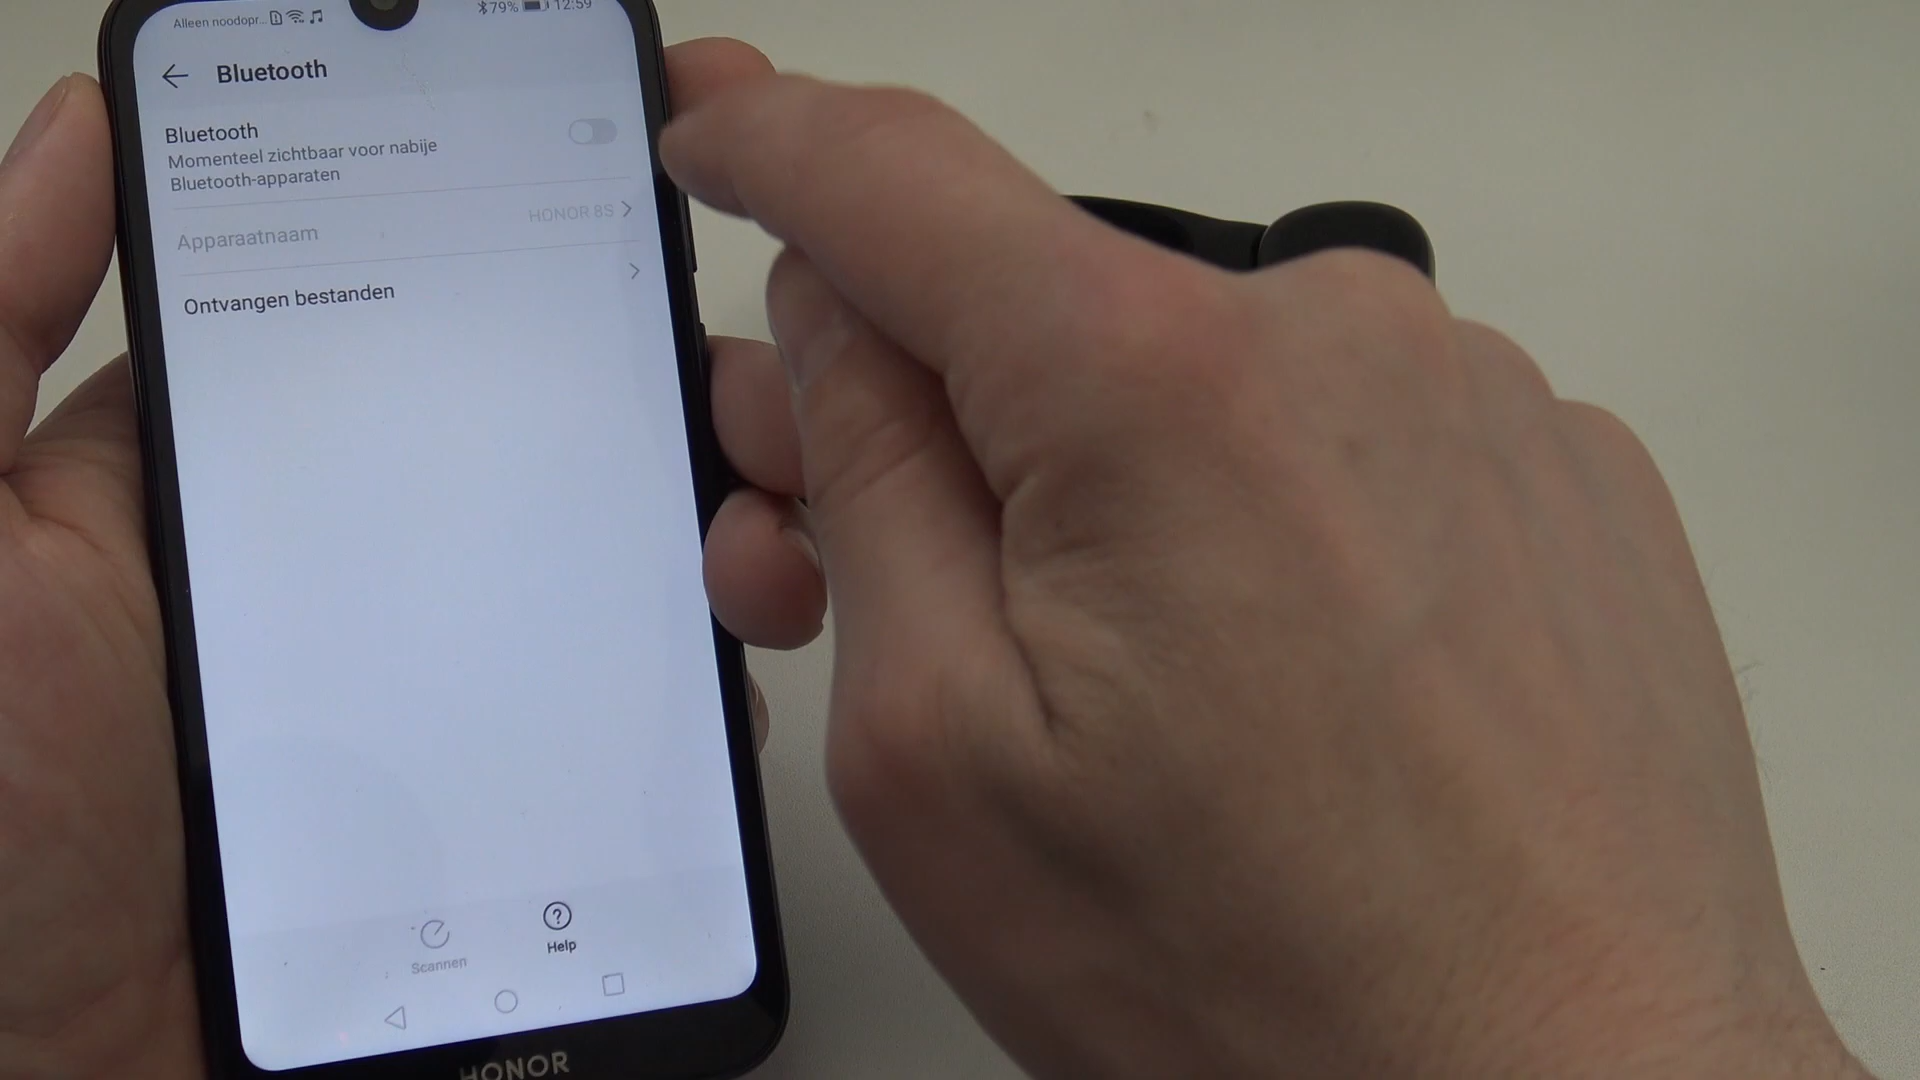 Alleen noodopr... 79% 12:59
Bluetooth
Bluetooth
Momenteel zichtbaar voor nabije
Bluetooth-apparaten
Apparaatnaam HONOR 8S
Ontvangen bestanden
Scannen Help
HONOR